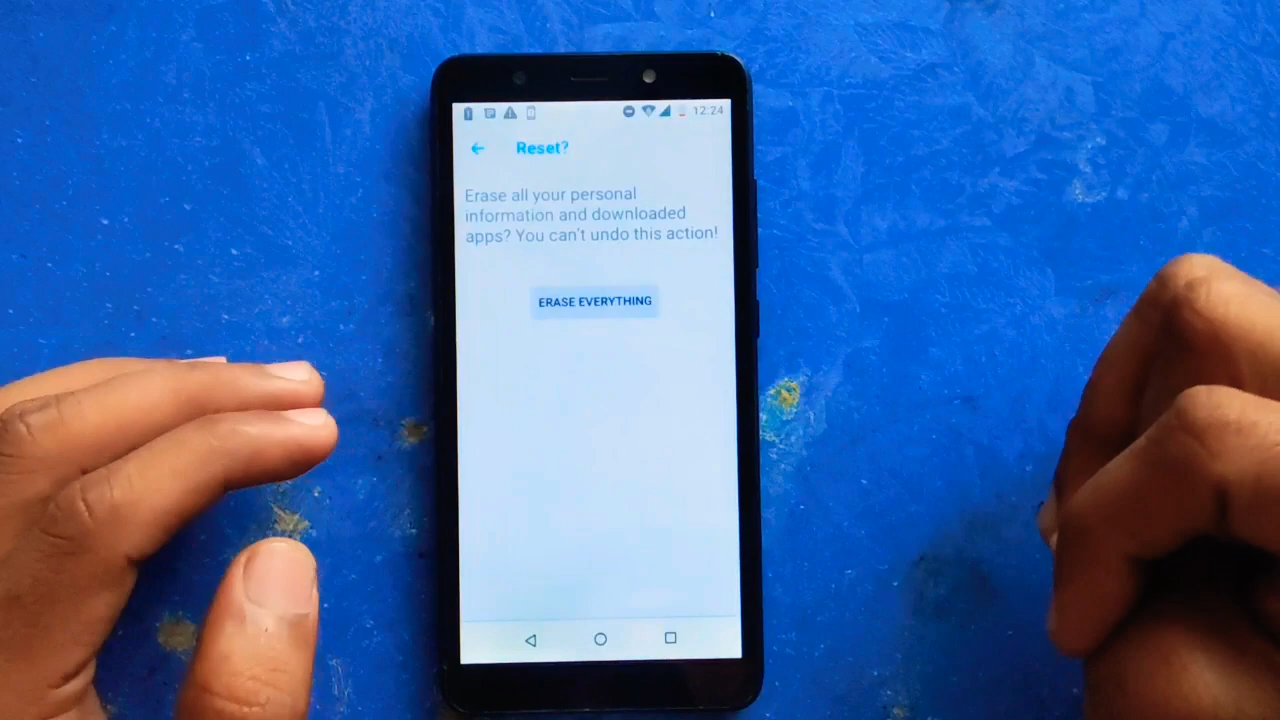 12:24
Reset?
Erase all your personal
information and downloaded
apps? You can't undo this action!
ERASE EVERYTHING